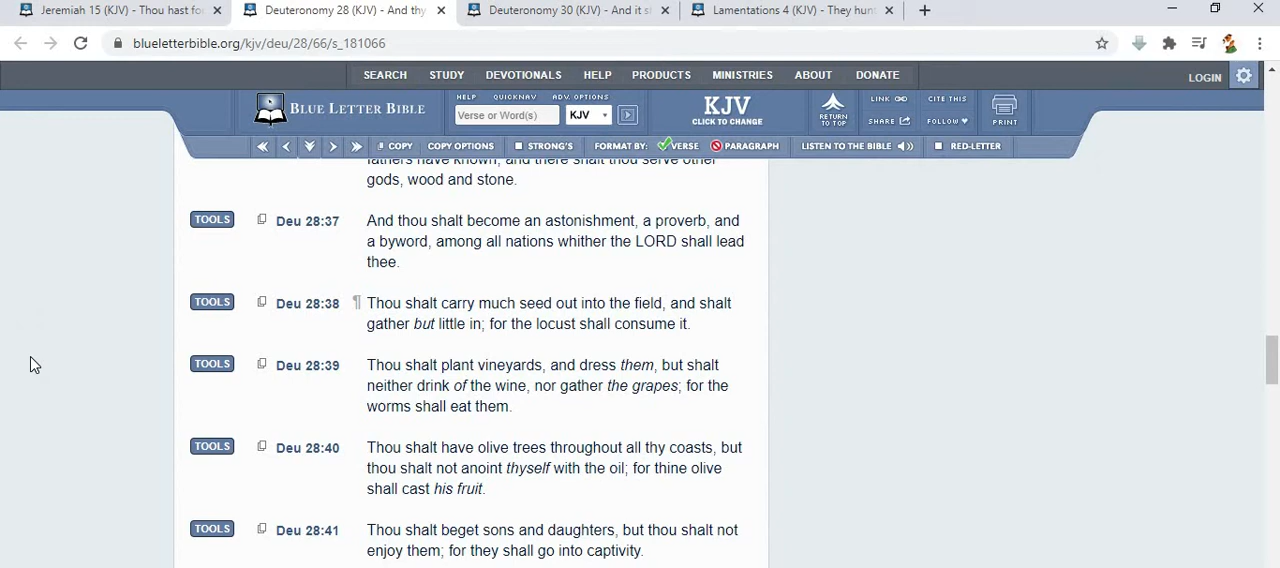 Jeremiah 15 (KJV) - Thou hast fo
Deuteronomy 28 (KJV) - And thy
Deuteronomy 30 (KJV) - And it s
Lamentations 4 (KJV) - They hun
blueletterbible.org/kjv/deu/28/66/s_181066
SEARCH STUDY DEVOTIONALS HELP PRODUCTS MINISTRIES ABOUT DONATE
LOGIN
BLUE LETTER BIBLE
HELP QUICKNAV ADV. OPTIONS
Verse or Word(s) KJV
KJV
CLICK TO CHANGE
RETURN
TO TOP
LINK CITE THIS
SHARE FOLLOW
PRINT
COPY COPY OPTIONS STRONG'S FORMAT BY: VERSE PARAGRAPH LISTEN TO THE BIBLE RED-LETTER
fathers have known; and there shalt thou serve other
gods, wood and stone.
TOOLS Deu 28:37 And thou shalt become an astonishment, a proverb, and
a byword, among all nations whither the LORD shall lead
thee.
TOOLS Deu 28:38 ¶ Thou shalt carry much seed out into the field, and shalt
gather but little in; for the locust shall consume it.
TOOLS Deu 28:39 Thou shalt plant vineyards, and dress them, but shalt
neither drink of the wine, nor gather the grapes; for the
worms shall eat them.
TOOLS Deu 28:40 Thou shalt have olive trees throughout all thy coasts, but
thou shalt not anoint thyself with the oil; for thine olive
shall cast his fruit.
TOOLS Deu 28:41 Thou shalt beget sons and daughters, but thou shalt not
enjoy them; for they shall go into captivity.